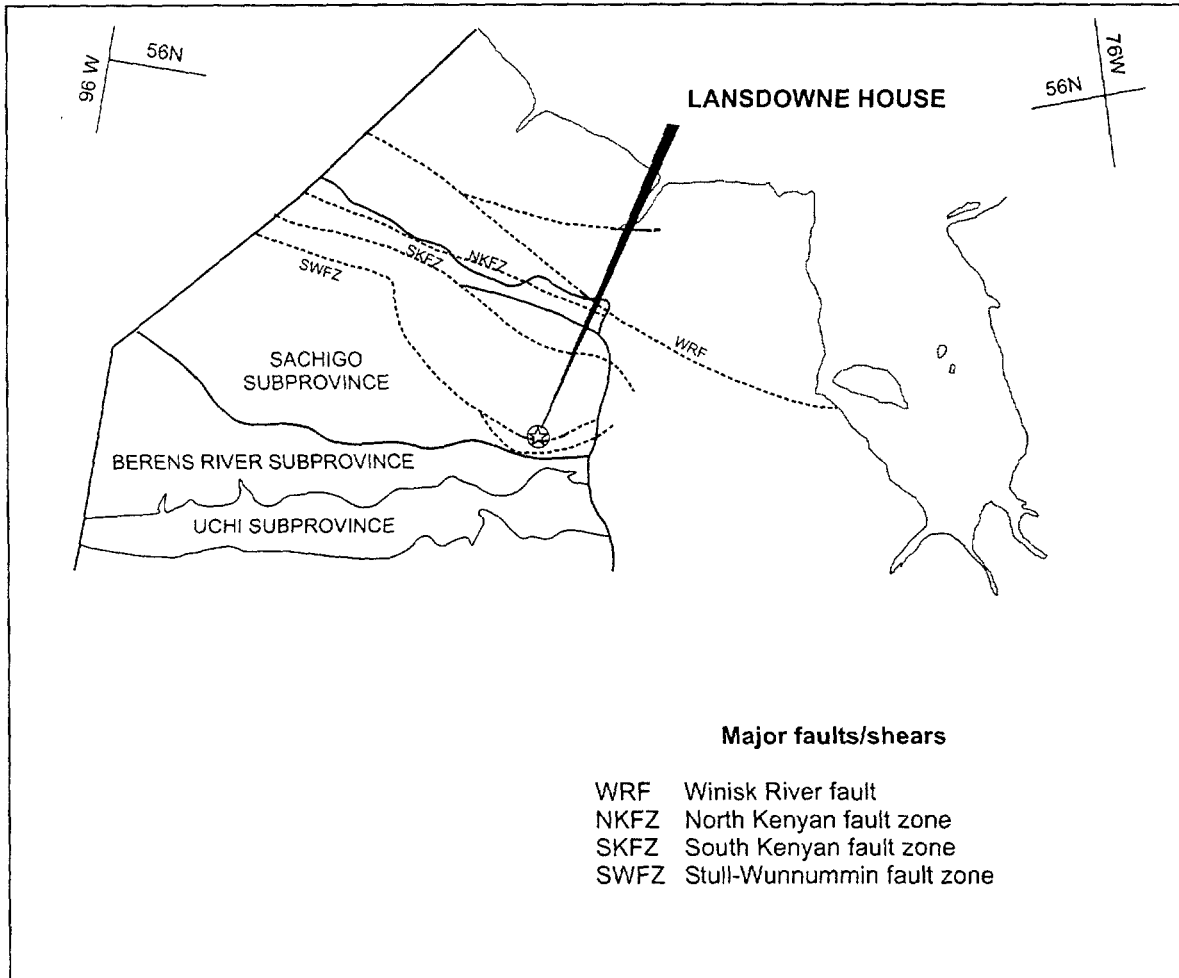 96 W
56N
76W
56N
LANSDOWNE HOUSE
NKFZ
SKFZ
SWFZ
WRF
SACHIGO
SUBPROVINCE
BERENS RIVER SUBPROVINCE
UCHI SUBPROVINCE
Major faults/shears
WRF Winisk River fault
NKFZ North Kenyan fault zone
SKFZ South Kenyan fault zone
SWFZ Stull-Wunnummin fault zone